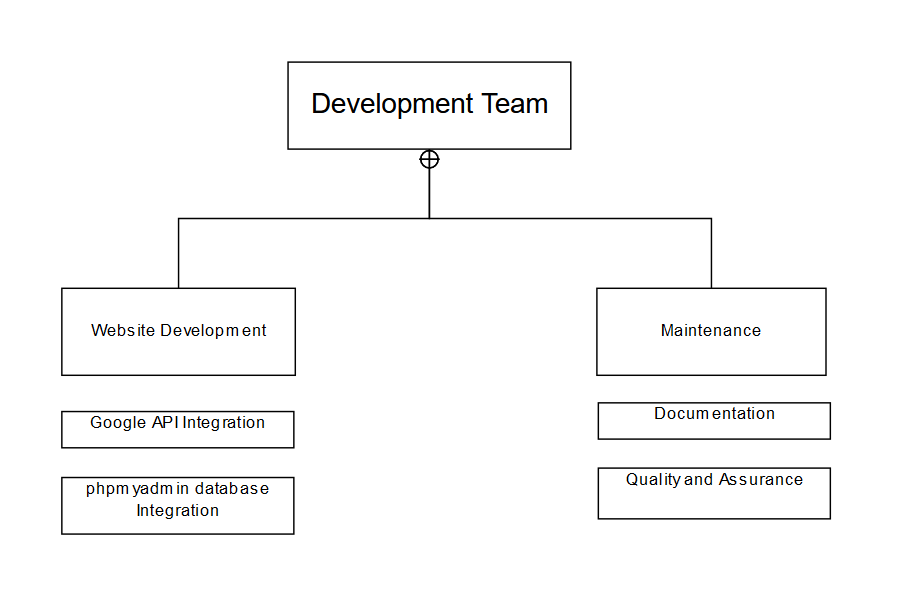 Development Team
Website Development
Maintenance
Google API Integration
Documentation
phpmyadmin database
Integration
Quality and Assurance